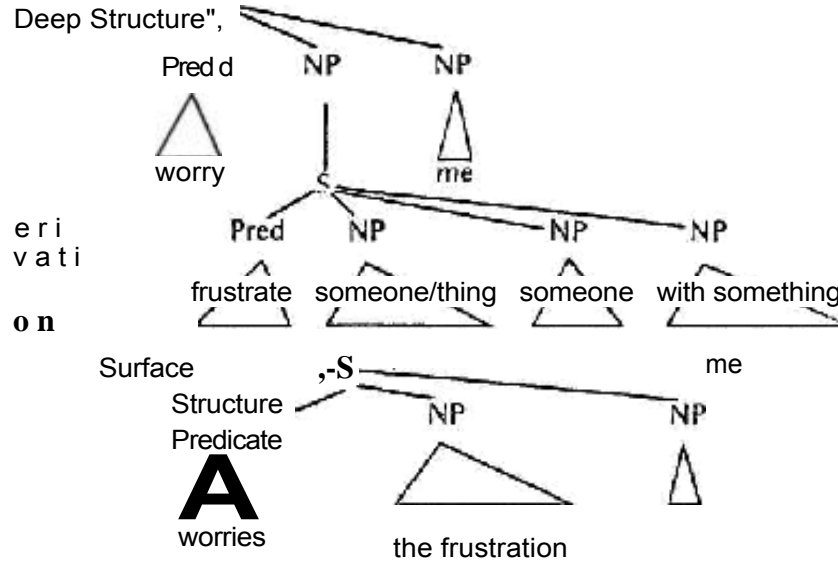 Deep Structure",
Pred d NP NP
worry me
S
e r i Pred NP NP NP
v a t i
frustrate someone/thing someone with something
o n
Surface ,-S me
Structure NP NP
Predicate
A
worries
the frustration